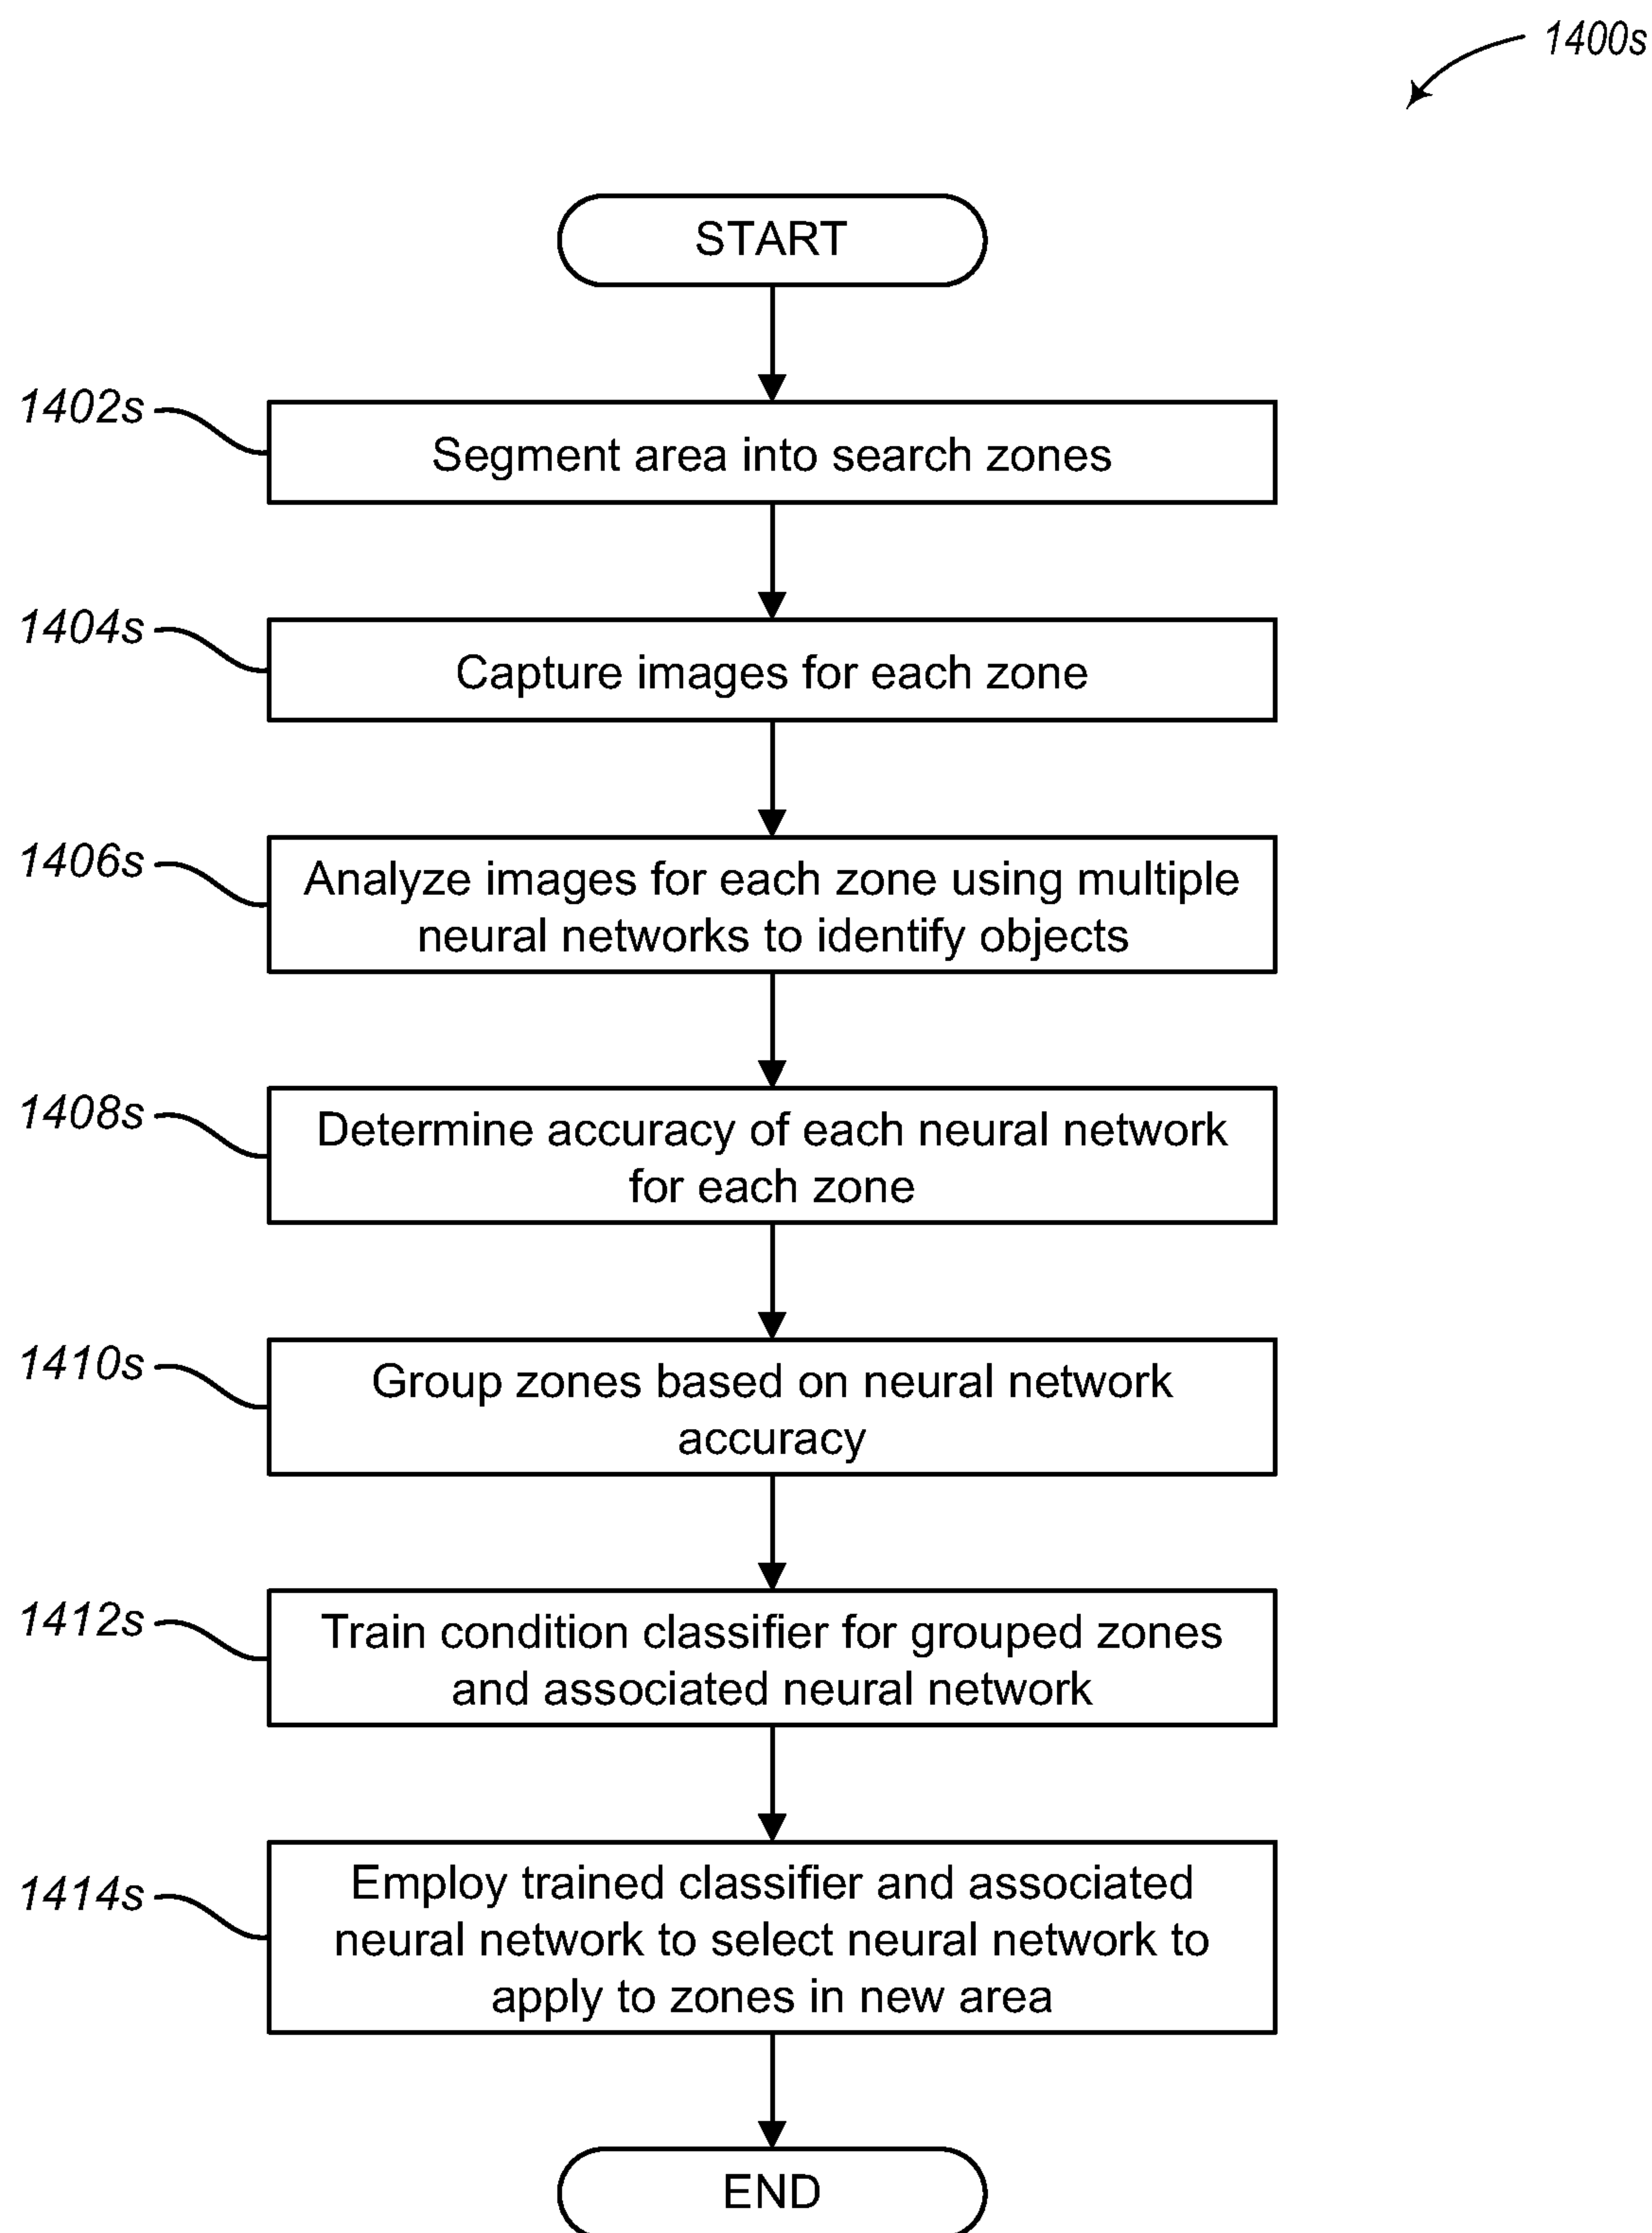 1400s
START
1402s
Segment area into search zones
1404s
Capture images for each zone
1406s
Analyze images for each zone using multiple
neural networks to identify objects
1408s
Determine accuracy of each neural network
for each zone
1410s
Group zones based on neural network
accuracy
1412s
Train condition classifier for grouped zones
and associated neural network
1414s
Employ trained classifier and associated
neural network to select neural network to
apply to zones in new area
END